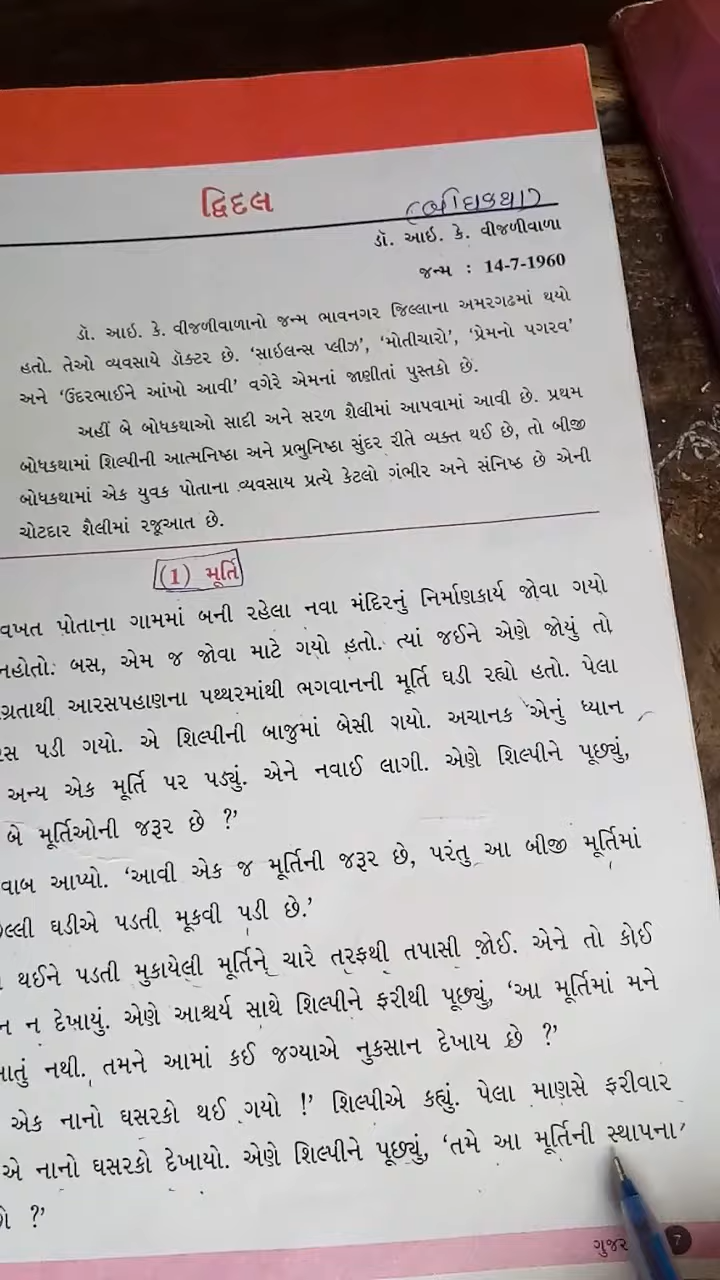 દ્વિદલ
(બોધકથા)
ડૉ. આઇ. કે. વીજળીવાળા
જન્મ : 14-7-1960
ડૉ. આઇ. કે. વીજળીવાળાનો જન્મ ભાવનગર જિલ્લાના અમરગઢમાં થયો
હતો. તેઓ વ્યવસાયે ડૉક્ટર છે. ‘સાઇલન્સ પ્લીઝ’, ‘મોતીચારો’, ‘પ્રેમનો પગરવ’
અને ‘ઉંદરભાઈને આંખો આવી’ વગેરે એમનાં જાણીતાં પુસ્તકો છે.
અહીં બે બોધકથાઓ સાદી અને સરળ શૈલીમાં આપવામાં આવી છે. પ્રથમ
બોધકથામાં શિલ્પીની આત્મનિષ્ઠા અને પ્રભુનિષ્ઠા સુંદર રીતે વ્યક્ત થઈ છે, તો બીજી
બોધકથામાં એક યુવક પોતાના વ્યવસાય પ્રત્યે કેટલો ગંભીર અને સંનિષ્ઠ છે એની
ચોટદાર શૈલીમાં રજૂઆત છે.
(1) મૂર્તિ
વખત પોતાના ગામમાં બની રહેલા નવા મંદિરનું નિર્માણકાર્ય જોવા ગયો
નહોતો. બસ, એમ જ જોવા માટે ગયો હતો. ત્યાં જઈને એણે જોયું તો
ગ્રતાથી આરસપહાણના પથ્થરમાંથી ભગવાનની મૂર્તિ ઘડી રહ્યો હતો. પેલા
સ પડી ગયો. એ શિલ્પીની બાજુમાં બેસી ગયો. અચાનક એનું ધ્યાન
અન્ય એક મૂર્તિ પર પડ્યું. એને નવાઈ લાગી. એણે શિલ્પીને પૂછ્યું,
બે મૂર્તિઓની જરૂર છે ?’
વાબ આપ્યો. ‘આવી એક જ મૂર્તિની જરૂર છે, પરંતુ આ બીજી મૂર્તિમાં
લ્લી ઘડીએ પડતી મૂકવી પડી છે.’
થઈને પડતી મુકાયેલી મૂર્તિને ચારે તરફથી તપાસી જોઈ. એને તો કોઈ
ન ન દેખાયું. એણે આશ્ચર્ય સાથે શિલ્પીને ફરીથી પૂછ્યું, ‘આ મૂર્તિમાં મને
ાતું નથી. તમને આમાં કઈ જગ્યાએ નુકસાન દેખાય છે ?’
એક નાનો ઘસરકો થઈ ગયો !’ શિલ્પીએ કહ્યું. પેલા માણસે ફરીવાર
એ નાનો ઘસરકો દેખાયો. એણે શિલ્પીને પૂછ્યું, ‘તમે આ મૂર્તિની સ્થાપના
?’
ગુજર
7